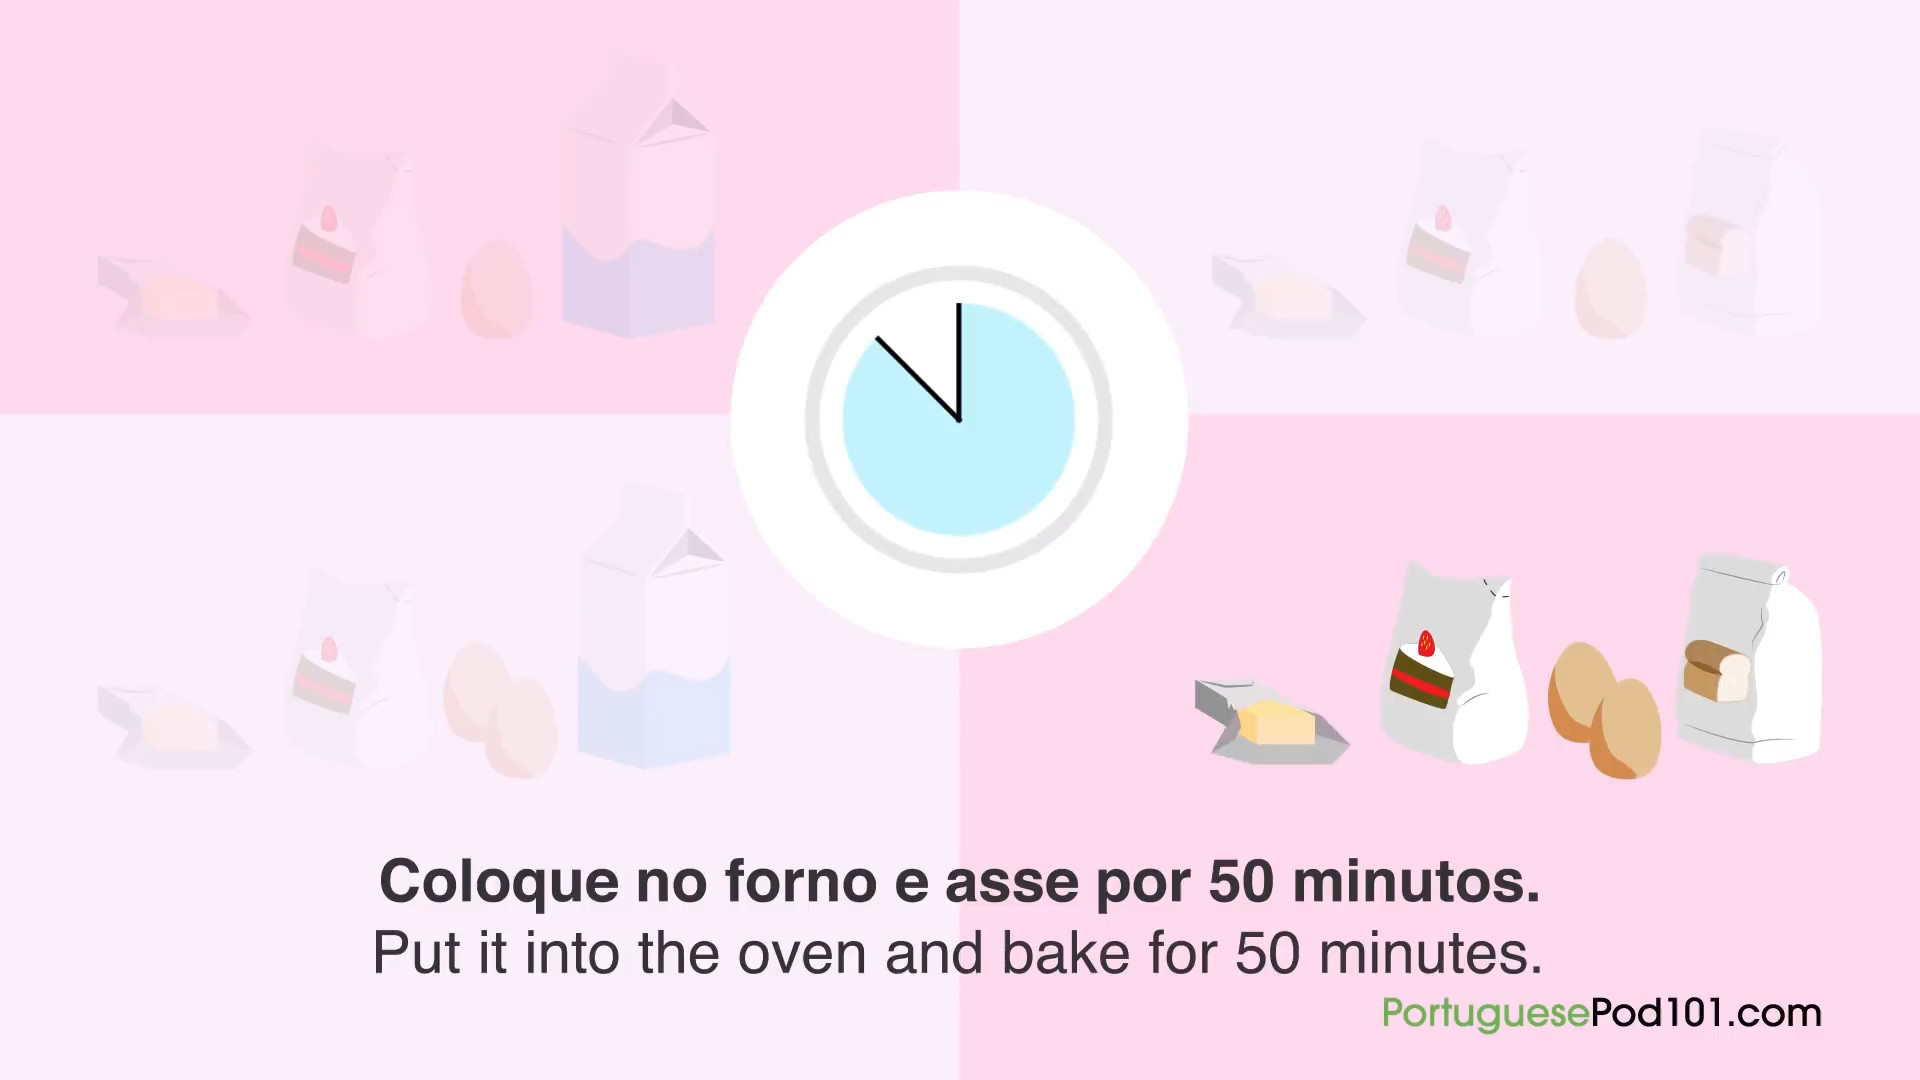 Coloque no forno e asse por 50 minutos.
Put it into the oven and bake for 50 minutes.
PortuguesePod101.com